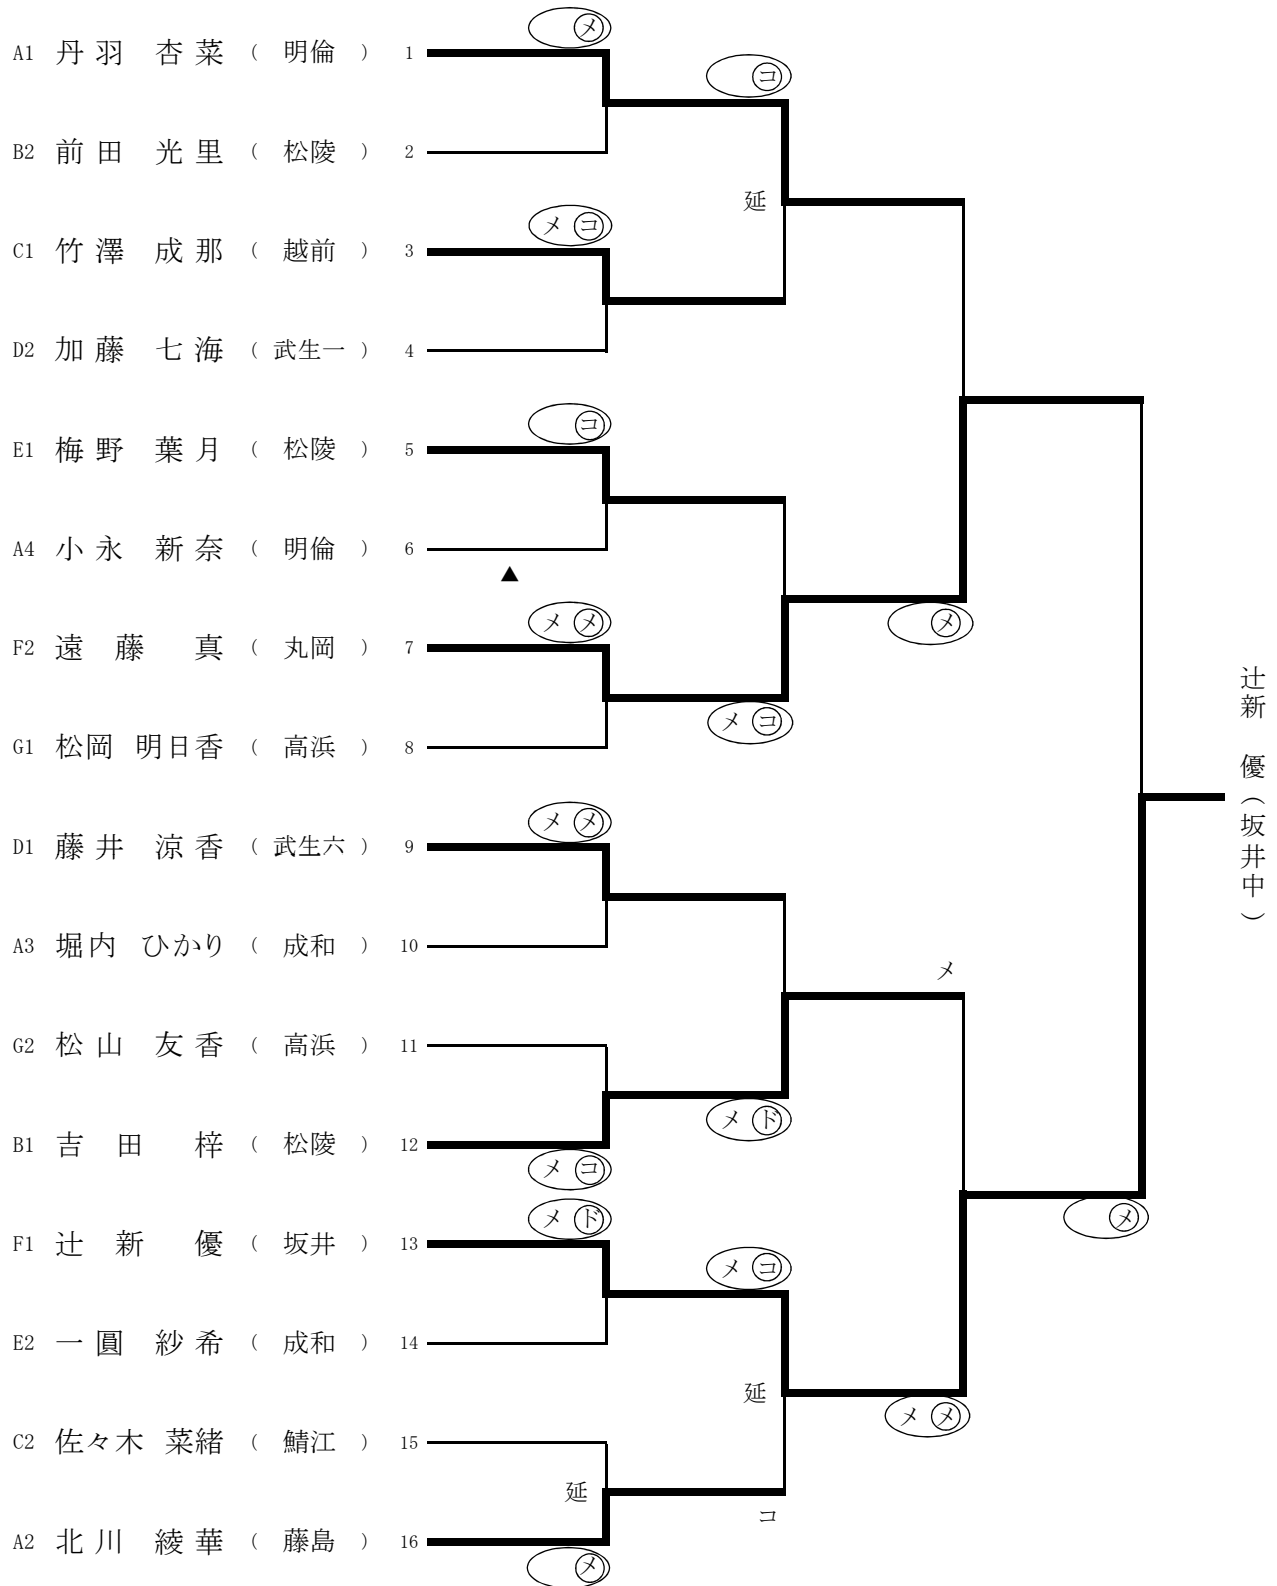 メ
A1 丹羽 杏菜 ( 明倫 ) 1
コ
B2 前田 光里 ( 松陵 ) 2
延
メ コ
C1 竹澤 成那 ( 越前 ) 3
D2 加藤 七海 ( 武生一 ) 4
コ
E1 梅野 葉月 ( 松陵 ) 5
A4 小永 新奈 ( 明倫 ) 6
▲
メ メ
メ
F2 遠藤 真 ( 丸岡 ) 7
メ コ
G1 松岡 明日香 ( 高浜 ) 8
辻新 優(坂井中)
メ メ
D1 藤井 涼香 ( 武生六 ) 9
A3 堀内 ひかり ( 成和 ) 10
メ
G2 松山 友香 ( 高浜 ) 11
メ ド
B1 吉田 梓 ( 松陵 ) 12
メ コ
メ ド
メ
F1 辻新 優 ( 坂井 ) 13
メ コ
E2 一圓 紗希 ( 成和 ) 14
延
メ メ
C2 佐々木 菜緒 ( 鯖江 ) 15
延
コ
A2 北川 綾華 ( 藤島 ) 16
メ